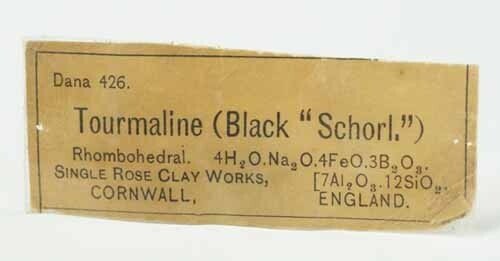 Dana 426.
Tourmaline (Black “Schorl.”)
Rhombohedral. 4H₂O.Na₂O.4FeO.3B₂O₃.
SINGLE ROSE CLAY WORKS, [7Al₂O₃.12SiO₂.
CORNWALL, ENGLAND.